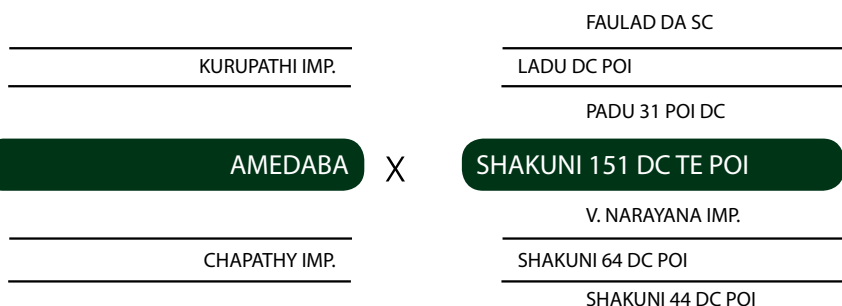 FAULAD DA SC
KURUPATHI IMP.
LADU DC POI
PADU 31 POI DC
AMEDABA X SHAKUNI 151 DC TE POI
V. NARAYANA IMP.
CHAPATHY IMP.
SHAKUNI 64 DC POI
SHAKUNI 44 DC POI